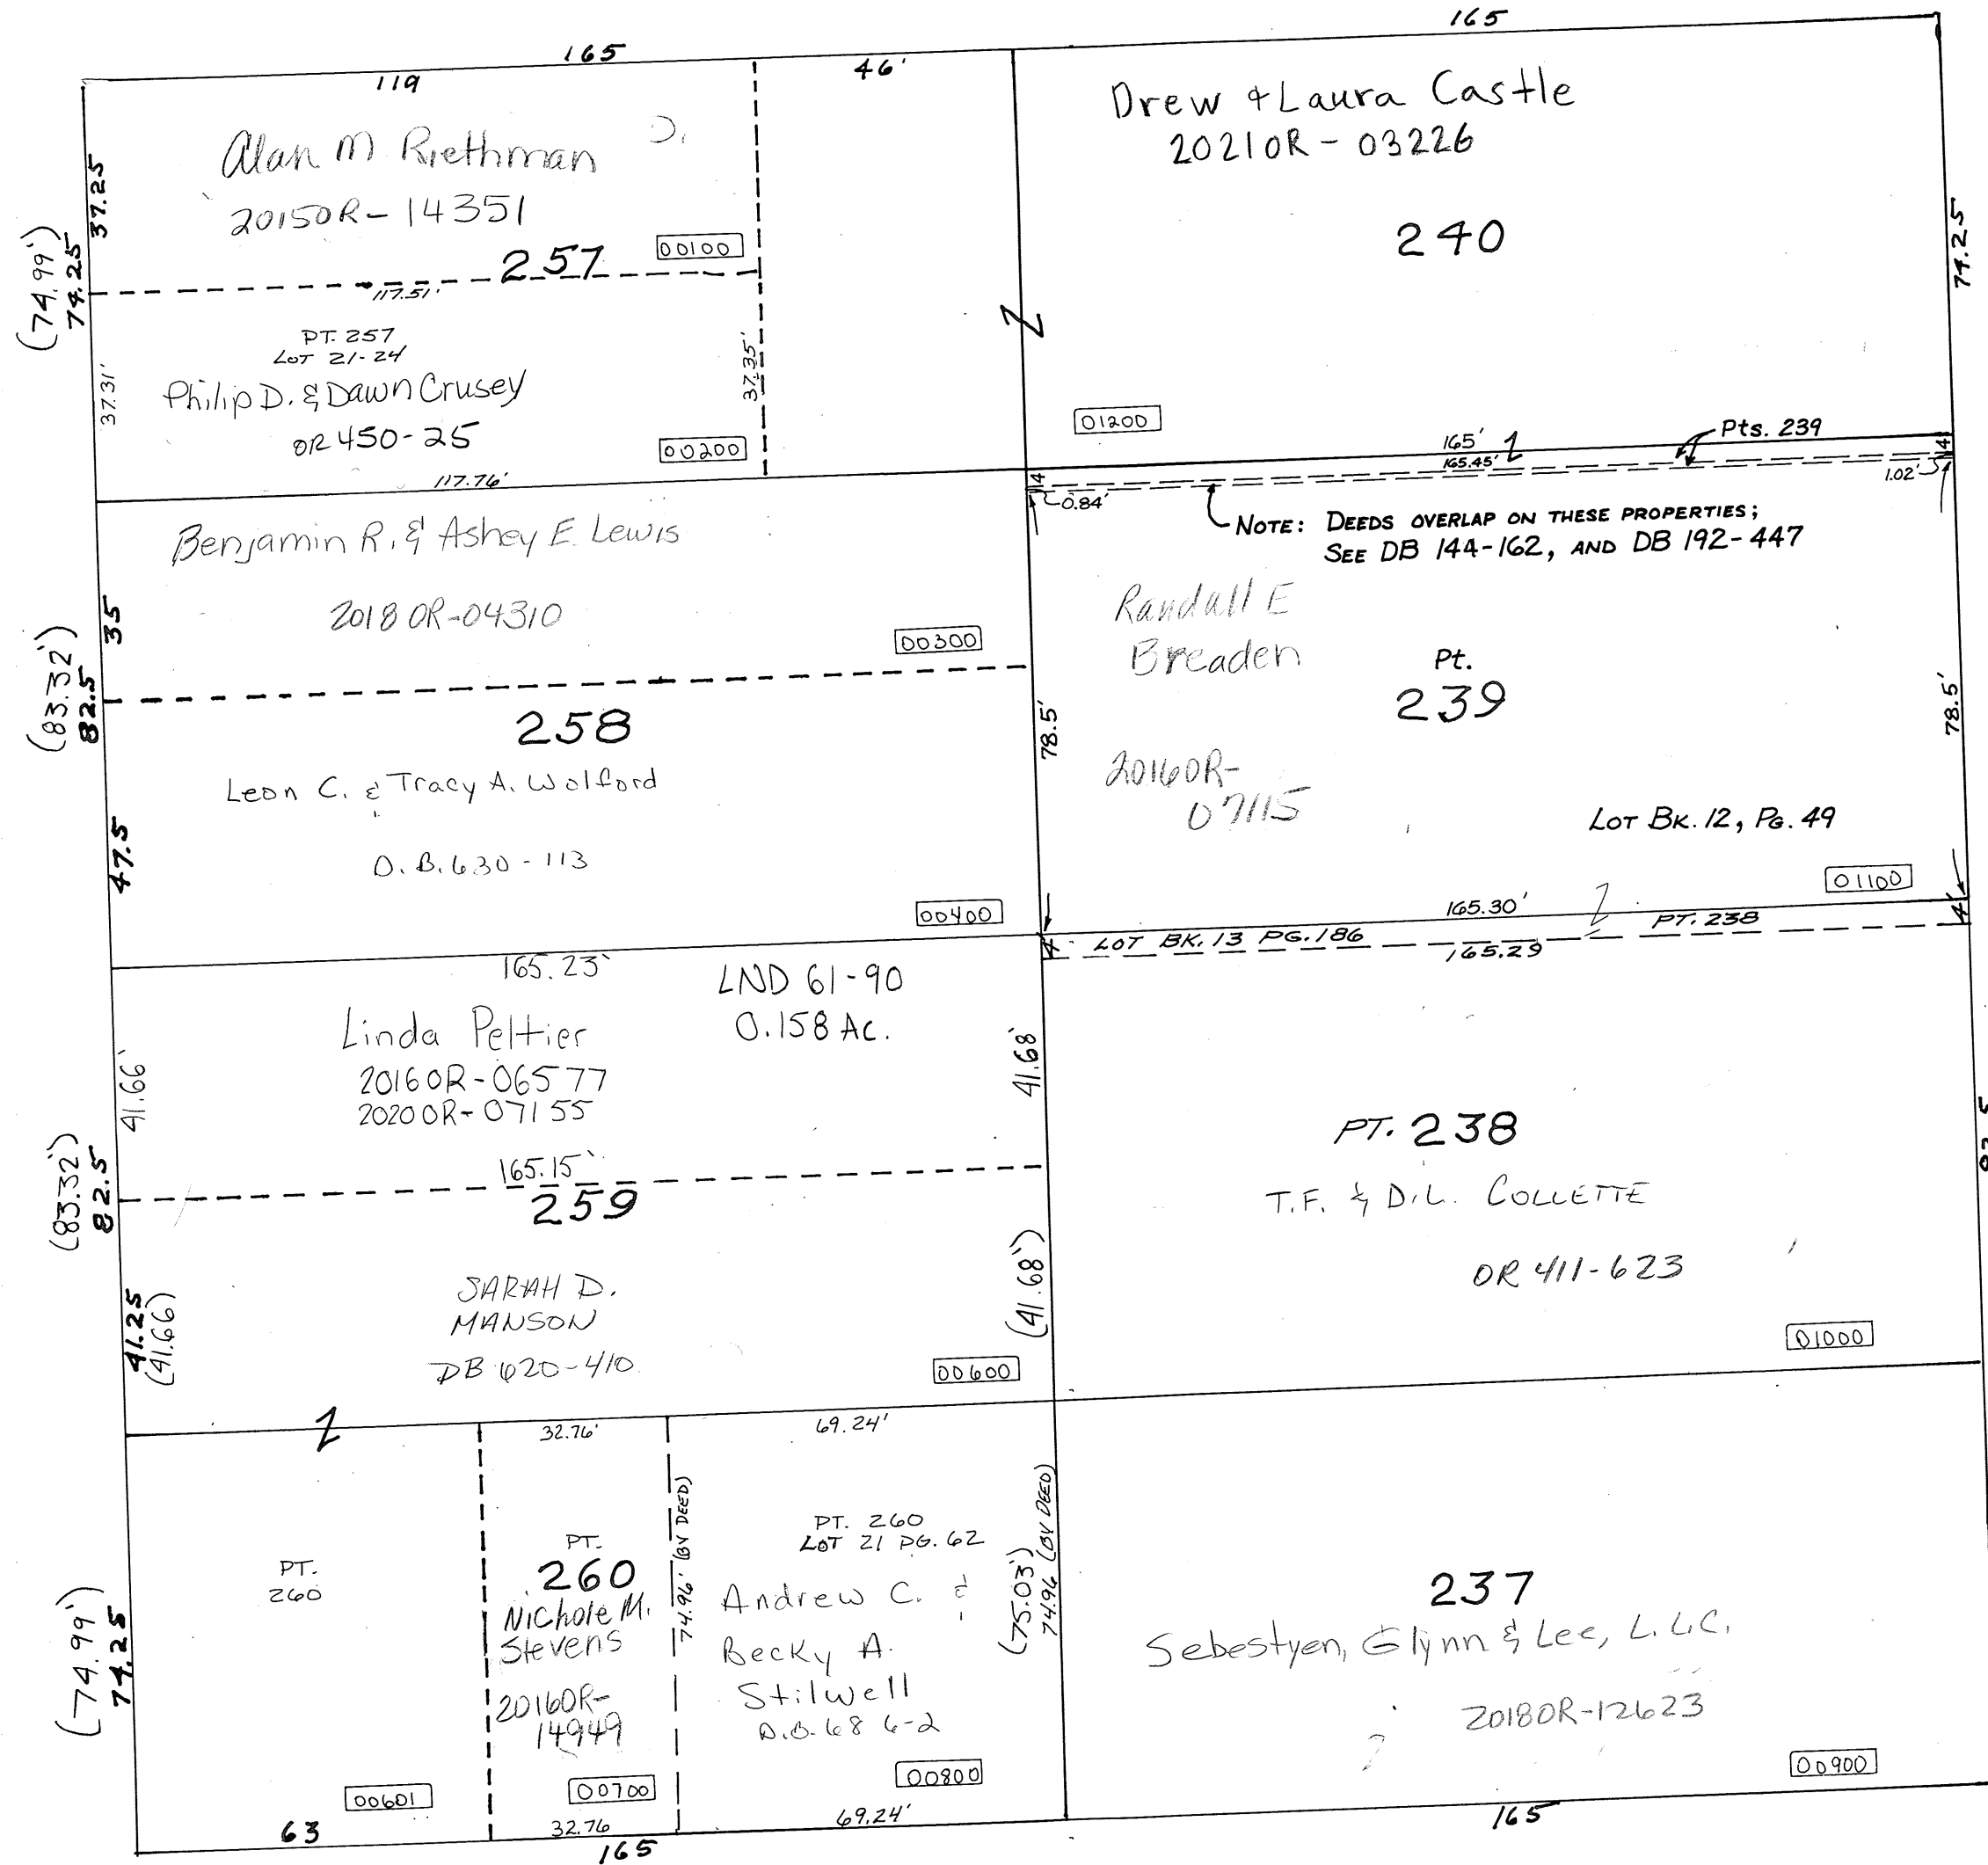 165
165
119
46'
Alan M Riethman
20150R-14351
37.25
(74.99')
74.25
257
00100
117.51'
PT. 257
LOT 21-24
Philip D. & Dawn Crusey
OR 450-25
00200
37.31'
37.35'
117.76'
Drew & Laura Castle
20210R-03226
240
74.25
01200
165'
165.45'
Pts. 239
4
4
0.84'
1.02'
NOTE: DEEDS OVERLAP ON THESE PROPERTIES;
SEE DB 144-162, AND DB 192-447
Benjamin R. & Ashey E. Lewis
2018 OR-04310
00300
35
(83.32')
82.5
258
Leon C. & Tracy A. Wolford
D.B. 630-113
47.5
00400
Randall E
Breaden
Pt.
239
20160R-
07115
78.5'
78.5'
LOT BK. 12, PG. 49
01100
165.30'
4
4'
LOT BK. 13 PG. 186
PT. 238
165.29
165.23'
LND 61-90
0.158 AC.
Linda Peltier
20160R-06577
20200R-07155
41.66'
41.68'
165.15'
(83.32')
82.5
259
SARAH D.
MANSON
DB 620-410
41.25
(41.66)
(41.68')
00600
PT. 238
T.F. & D.L. COLLETTE
OR 411-623
01000
32.76'
69.24'
PT.
260
(74.99')
74.25
00601
63
PT.
260
Nichole M.
Stevens
20160R-
14949
00700
32.76
74.96' (BY DEED)
PT. 260
LOT 21 PG. 62
Andrew C. &
Becky A.
Stilwell
D.B. 686-2
00800
69.24'
165
(75.03')
74.96 (BY DEED)
237
Sebestyen, Glynn & Lee, L.L.C.
20180R-12623
00900
165